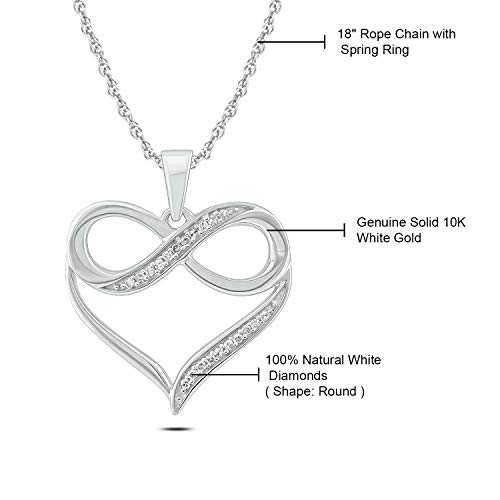 18" Rope Chain with
Spring Ring
Genuine Solid 10K
White Gold
100% Natural White
Diamonds
( Shape: Round )